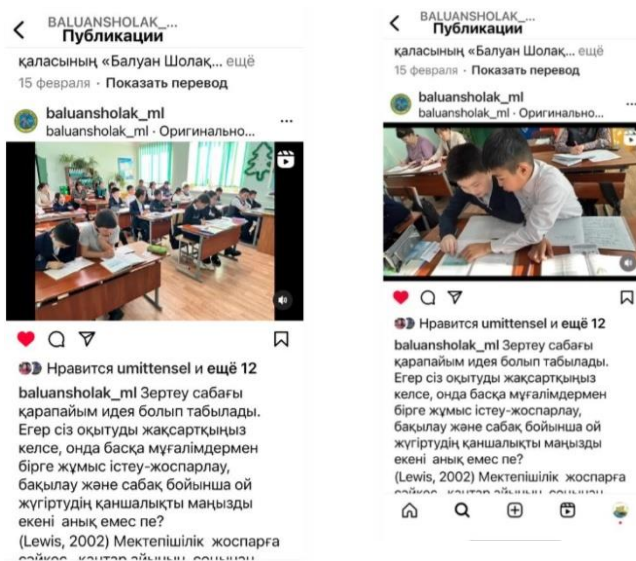 BALUANSHOLAK_...
Публикации
қаласының «Балуан Шолақ... ещё
15 февраля · Показать перевод
baluansholak_ml
baluansholak_ml · Оригинально...
Нравится umittensel и ещё 12
baluansholak_ml Зертеу сабағы
қарапайым идея болып табылады.
Егер сіз оқытуды жақсартқыңыз
келсе, онда басқа мұғалімдермен
бірге жұмыс істеу-жоспарлау,
бақылау және сабақ бойынша ой
жүгіртудің қаншалықты маңызды
екені анық емес пе?
(Lewis, 2002) Мектепішілік жоспарға
BALUANSHOLAK_...
Публикации
қаласының «Балуан Шолақ... ещё
15 февраля · Показать перевод
baluansholak_ml
baluansholak_ml · Оригинально...
Нравится umittensel и ещё 12
baluansholak_ml Зертеу сабағы
қарапайым идея болып табылады.
Егер сіз оқытуды жақсартқыңыз
келсе, онда басқа мұғалімдермен
бірге жұмыс істеу-жоспарлау,
бақылау және сабақ бойынша ой
жүгіртудің қаншалықты маңызды
екені анық емес пе?
(Lewis, 2002) Мектепішілік жоспарға